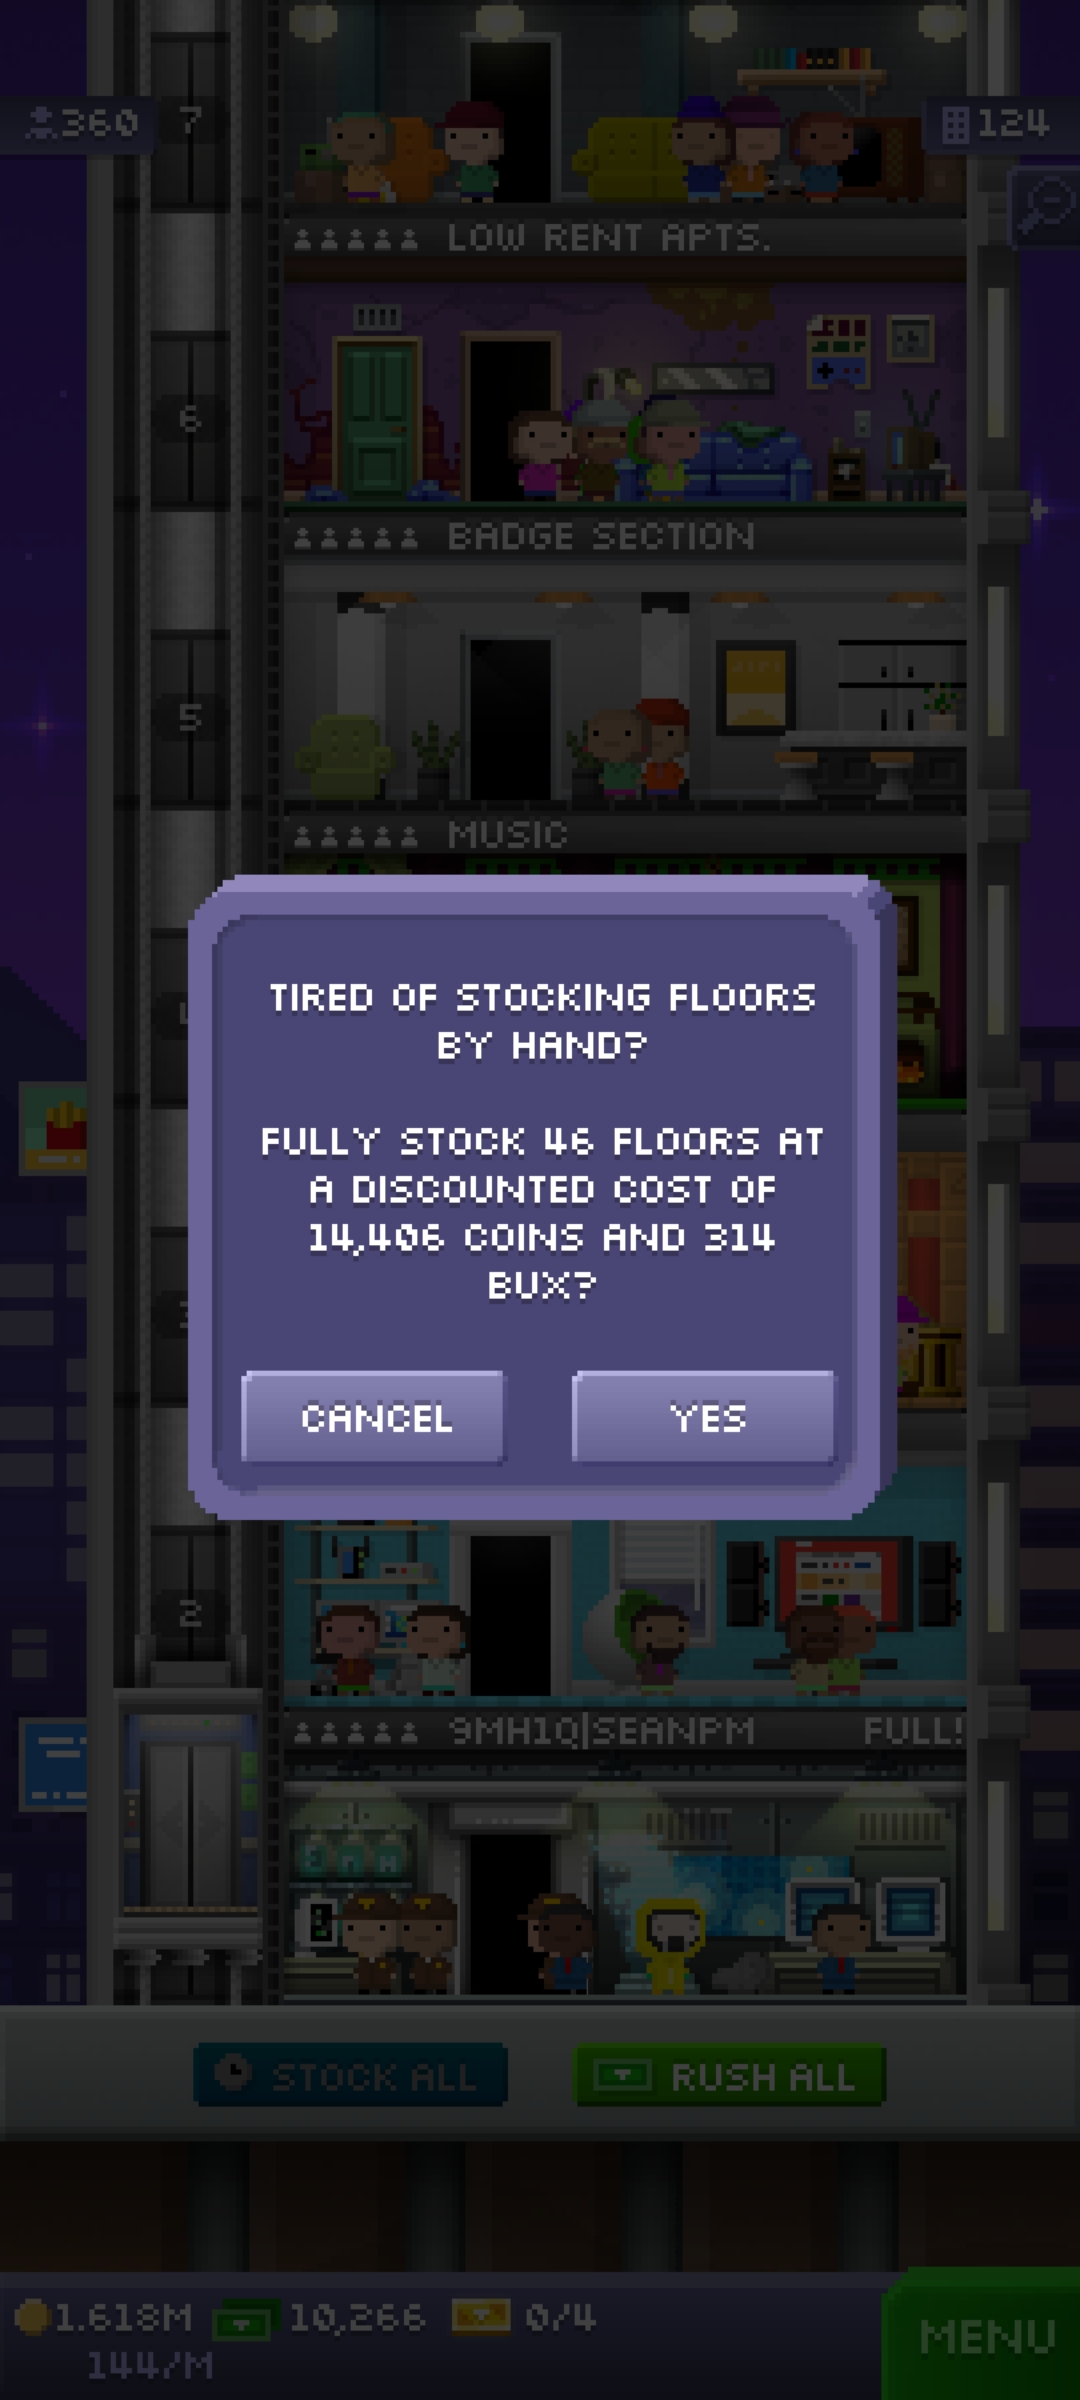 7
360
124
LOW RENT APTS.
6
BADGE SECTION
5
MUSIC
TIRED OF STOCKING FLOORS
BY HAND?
FULLY STOCK 46 FLOORS AT
A DISCOUNTED COST OF
14,406 COINS AND 314
BUX?
CANCEL
YES
2
9MH1Q|SEANPM
FULL!
STOCK ALL
RUSH ALL
1.618M
10,266
0/4
144/M
MENU